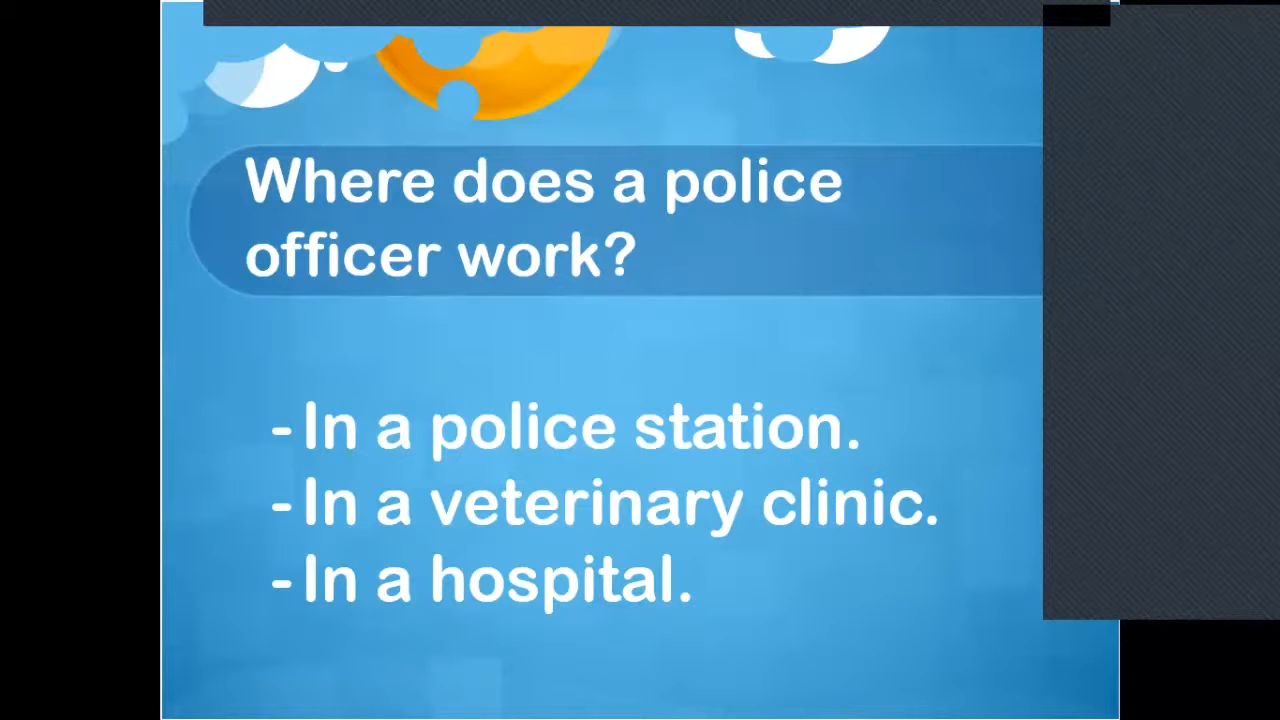 Where does a police
officer work?
- In a police station.
- In a veterinary clinic.
- In a hospital.